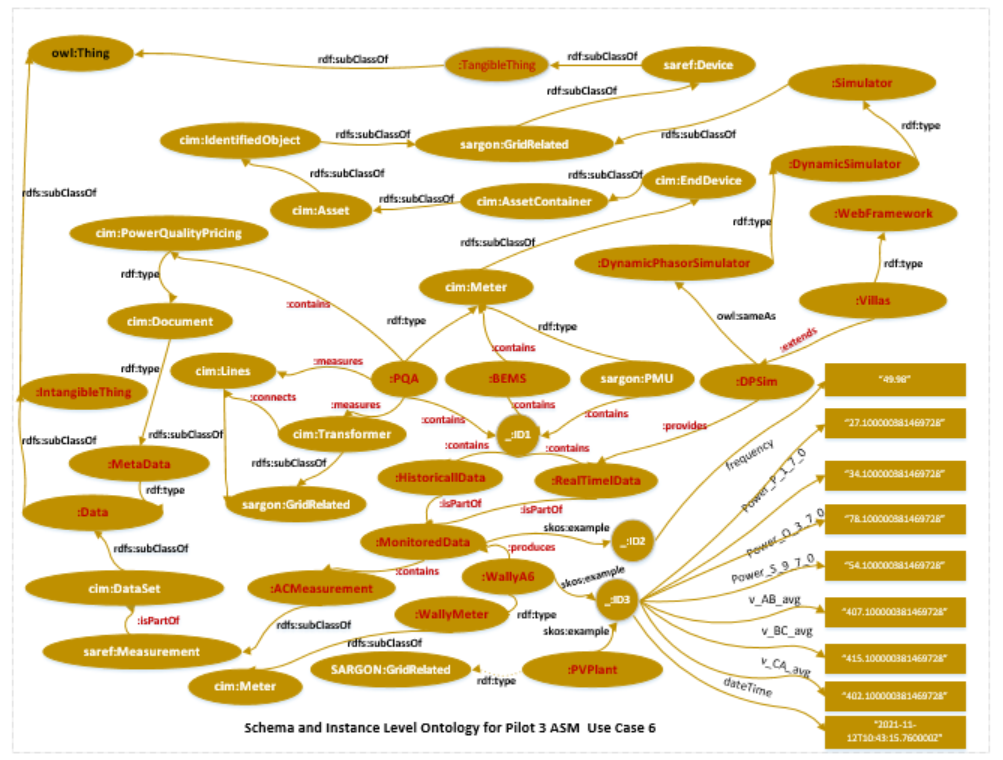 owl:Thing
rdf:subClassOf
:TangibleThing
rdf:subClassOf
saref:Device
:Simulator
rdf:subClassOf
rdf:type
cim:IdentifiedObject
rdfs:subClassOf
sargon:GridRelated
rdfs:subClassOf
:DynamicSimulator
rdfs:subClassOf
rdfs:subClassOf
rdfs:subClassOf
cim:EndDevice
cim:Asset
rdfs:subClassOf
cim:AssetContainer
:WebFramework
rdf:type
cim:PowerQualityPricing
rdfs:subClassOf
:DynamicPhasorSimulator
rdf:type
rdf:type
cim:Meter
:Villas
:contains
cim:Document
rdf:type
rdf:type
owl:sameAs
:extends
:contains
rdf:type
cim:Lines
:measures
:PQA
:BEMS
sargon:PMU
:DPSim
"49.98"
:IntangibleThing
:connects
:measures
:contains
:contains
:contains
"27.100000381469728"
rdfs:subClassOf
rdfs:subClassOf
cim:Transformer
_:ID1
:provides
frequency
:MetaData
rdfs:subClassOf
:contains
:contains
:HistoricalIData
:RealTimeIData
Power_P_1_7_0
"34.100000381469728"
rdf:type
sargon:GridRelated
:isPartOf
:isPartOf
:Data
skos:example
Power_Q_3_7_0
"78.100000381469728"
:MonitoredData
_:ID2
rdfs:subClassOf
:produces
Power_S_9_7_0
"54.100000381469728"
cim:DataSet
:ACMeasurement
:contains
:WallyA6
skos:example
_:ID3
v_AB_avg
"407.100000381469728"
:isPartOf
rdfs:subClassOf
:WallyMeter
rdf:type
skos:example
v_BC_avg
saref:Measurement
rdfs:subClassOf
"415.100000381469728"
cim:Meter
SARGON:GridRelated
rdf:type
:PVPlant
v_CA_avg
dateTime
"402.100000381469728"
Schema and Instance Level Ontology for Pilot 3 ASM Use Case 6
"2021-11-
12T10:43:15.760000Z"